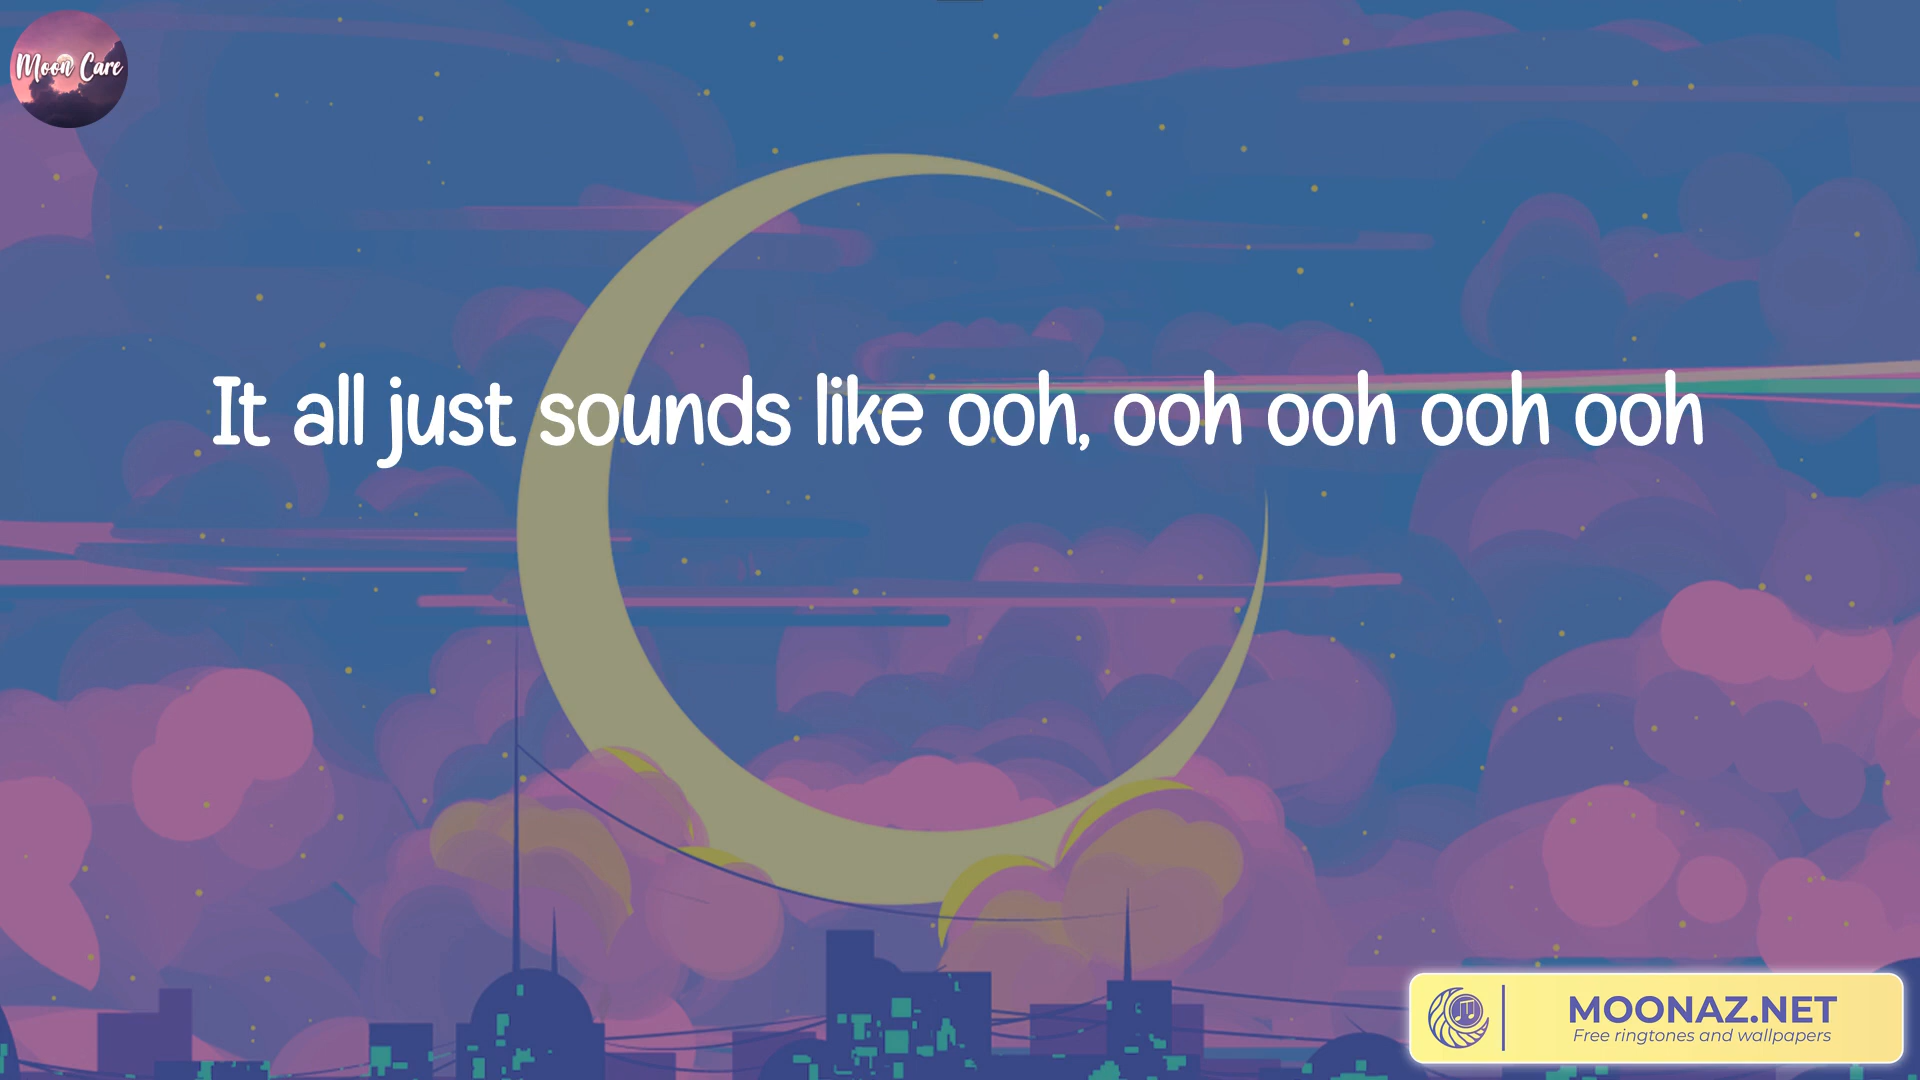 Moon Care
It all just sounds like ooh, ooh ooh ooh ooh
MOONAZ.NET
Free ringtones and wallpapers